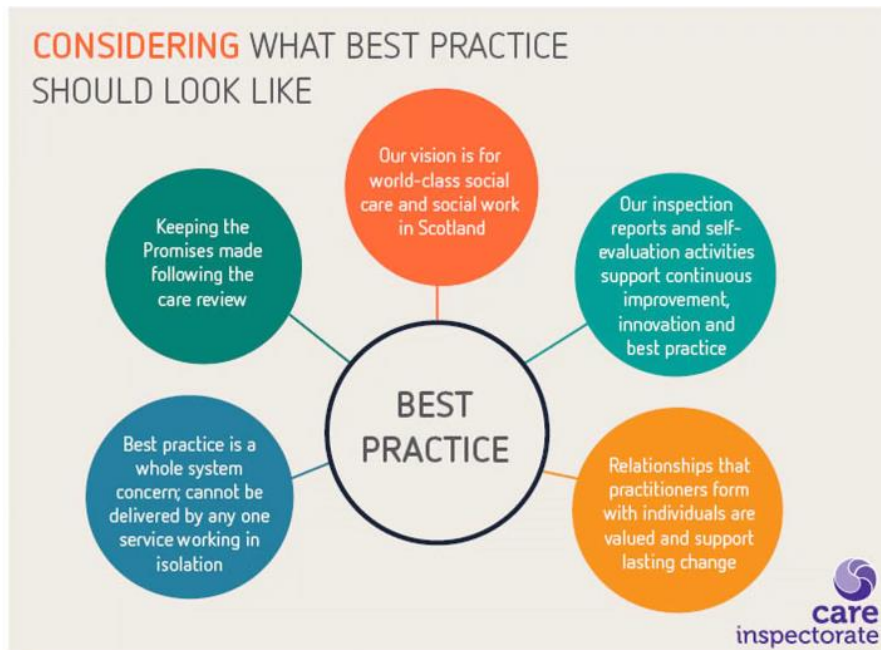 CONSIDERING WHAT BEST PRACTICE
SHOULD LOOK LIKE
Our vision is for
world-class social
care and social work
in Scotland
Keeping the
Promises made
following the
care review
Our inspection
reports and self-
evaluation activities
support continuous
improvement,
innovation and
best practice
BEST
PRACTICE
Best practice is a
whole system
concern; cannot be
delivered by any one
service working in
isolation
Relationships that
practitioners form
with individuals are
valued and support
lasting change
care
inspectorate